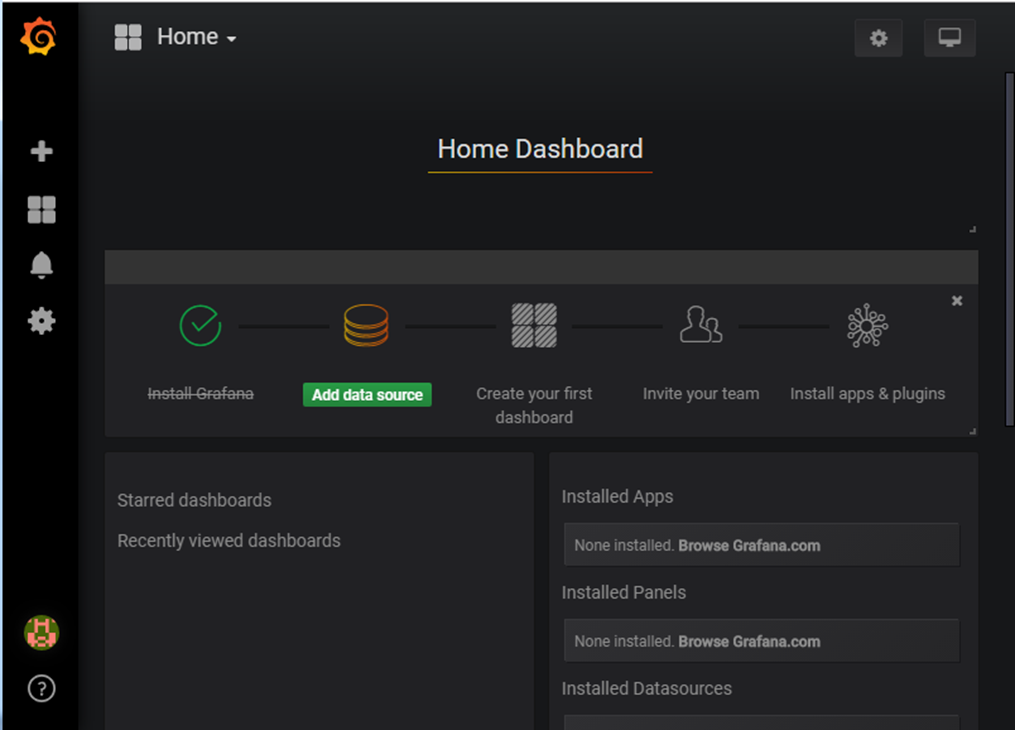 Home
Home Dashboard
Install Grafana
Add data source
Create your first
dashboard
Invite your team
Install apps & plugins
Starred dashboards
Recently viewed dashboards
Installed Apps
None installed. Browse Grafana.com
Installed Panels
None installed. Browse Grafana.com
Installed Datasources
?